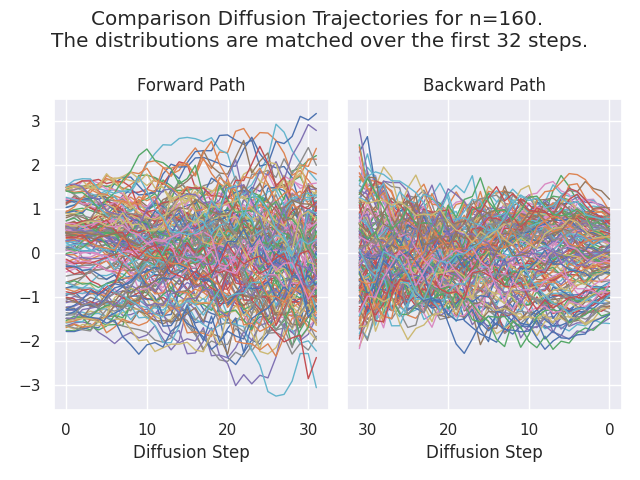 Comparison Diffusion Trajectories for n=160.
The distributions are matched over the first 32 steps.
Forward Path
Backward Path
3
2
1
0
−1
−2
−3
0 10 20 30
30 20 10 0
Diffusion Step
Diffusion Step